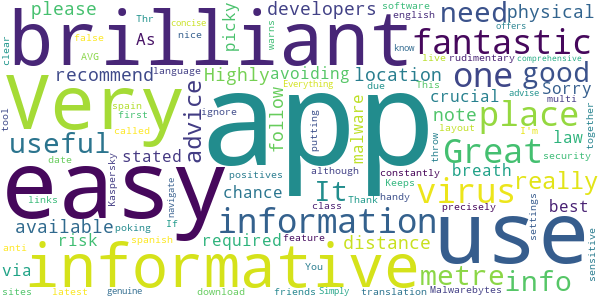 brilliant
app
Very
easy
use
informative
please
developers
need
physical
software
concise
Thr
As
nice
picky
warns
english
offers
false
clear
AVG
fantastic
know
rudimentary
comprehensive
recommend
Highly
avoiding
location
one
good
live
language
Everything
due
This
crucial
Sorry
multi
tool
spain
first
ignore
advice
follow
malware
note
place
advise
I'm
law
together
useful
called
putting
Great
layout
breath
security
stated
It
virus
really
throw
date
Kaspersky
positives
although
constantly
links
If
navigate
chance
Thank
Keeps
handy
precisely
best
available
poking
class
information
settings
sensitive
anti
spanish
risk
required
feature
distance
metre
info
via
You
sites
latest
genuine
download
friends
Simply
translation
Malwarebytes